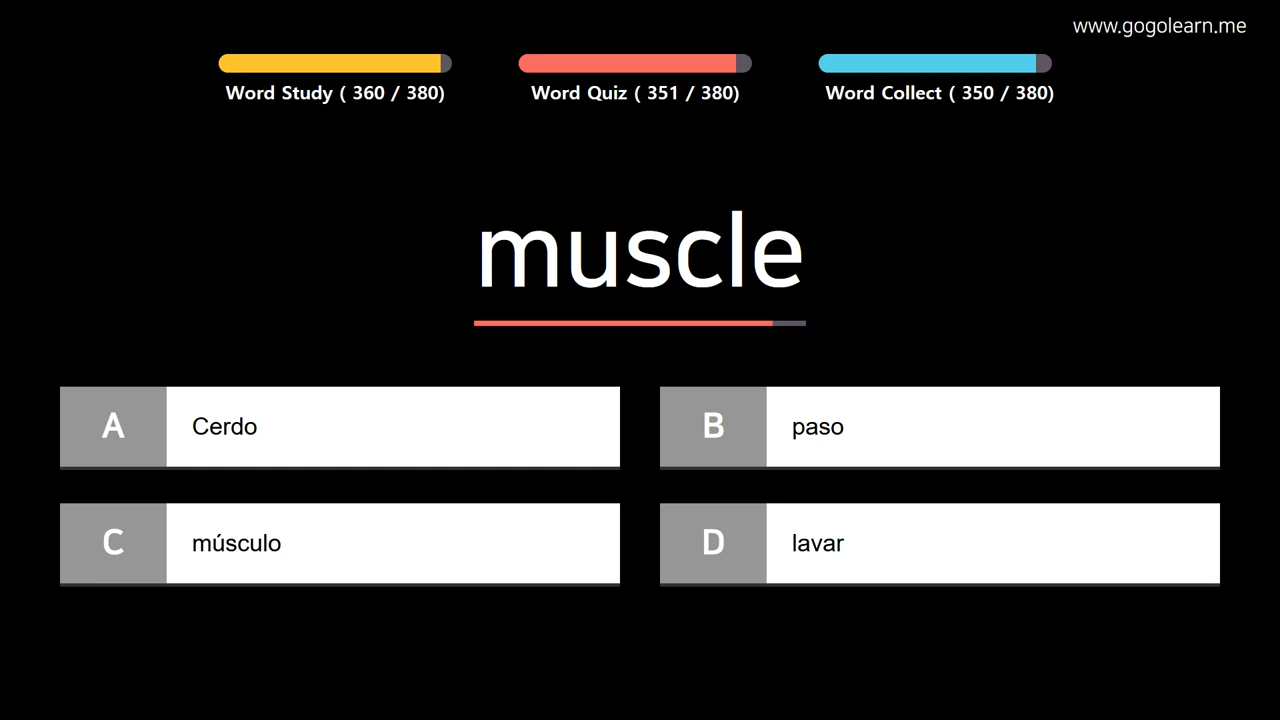 www.gogolearn.me
Word Study ( 360 / 380)
Word Quiz ( 351 / 380)
Word Collect ( 350 / 380)
muscle
A Cerdo
B paso
C músculo
D lavar